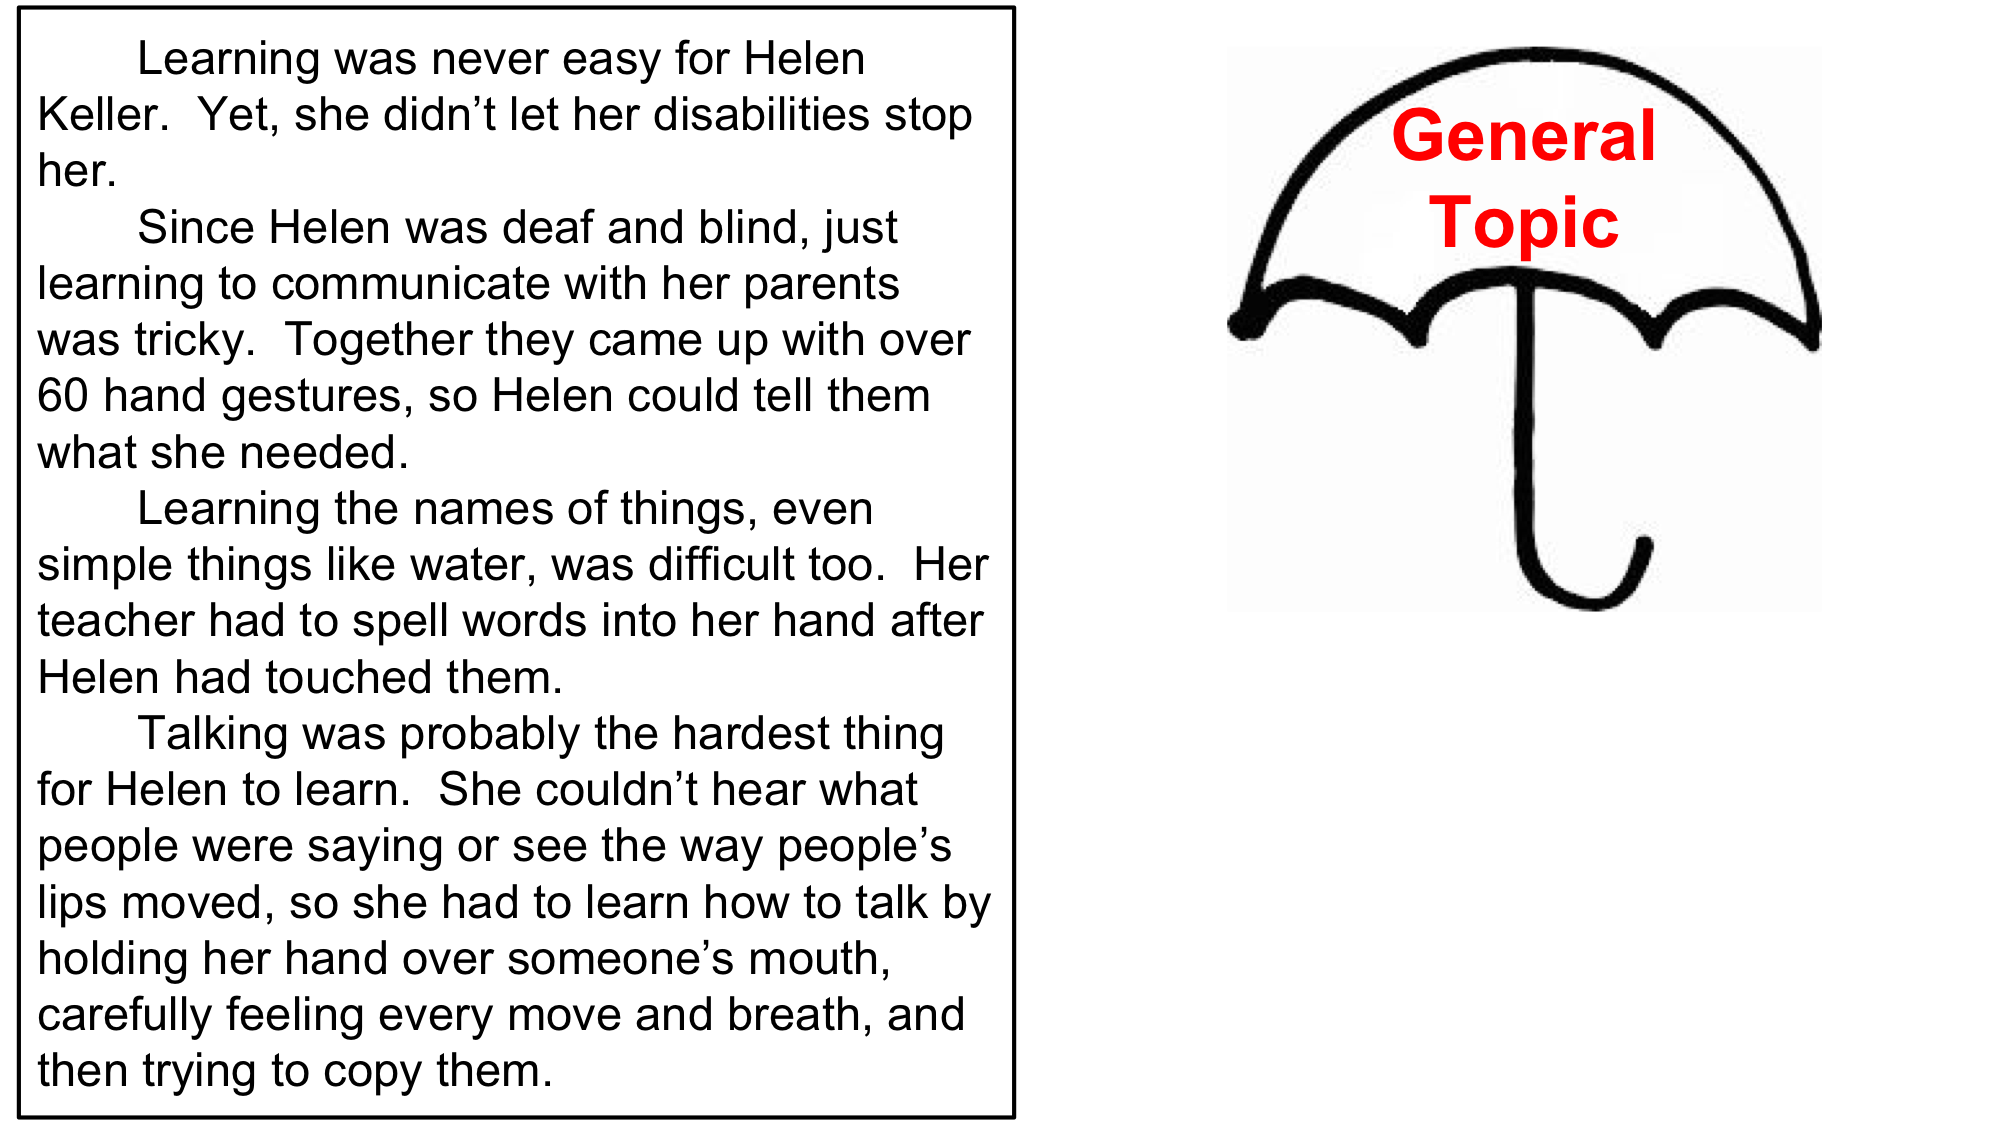 Learning was never easy for Helen
Keller.  Yet, she didn’t let her disabilities stop
her.
Since Helen was deaf and blind, just
learning to communicate with her parents
was tricky.  Together they came up with over
60 hand gestures, so Helen could tell them
what she needed.
Learning the names of things, even
simple things like water, was difficult too.  Her
teacher had to spell words into her hand after
Helen had touched them.
Talking was probably the hardest thing
for Helen to learn.  She couldn’t hear what
people were saying or see the way people’s
lips moved, so she had to learn how to talk by
holding her hand over someone’s mouth,
carefully feeling every move and breath, and
then trying to copy them.
General
Topic